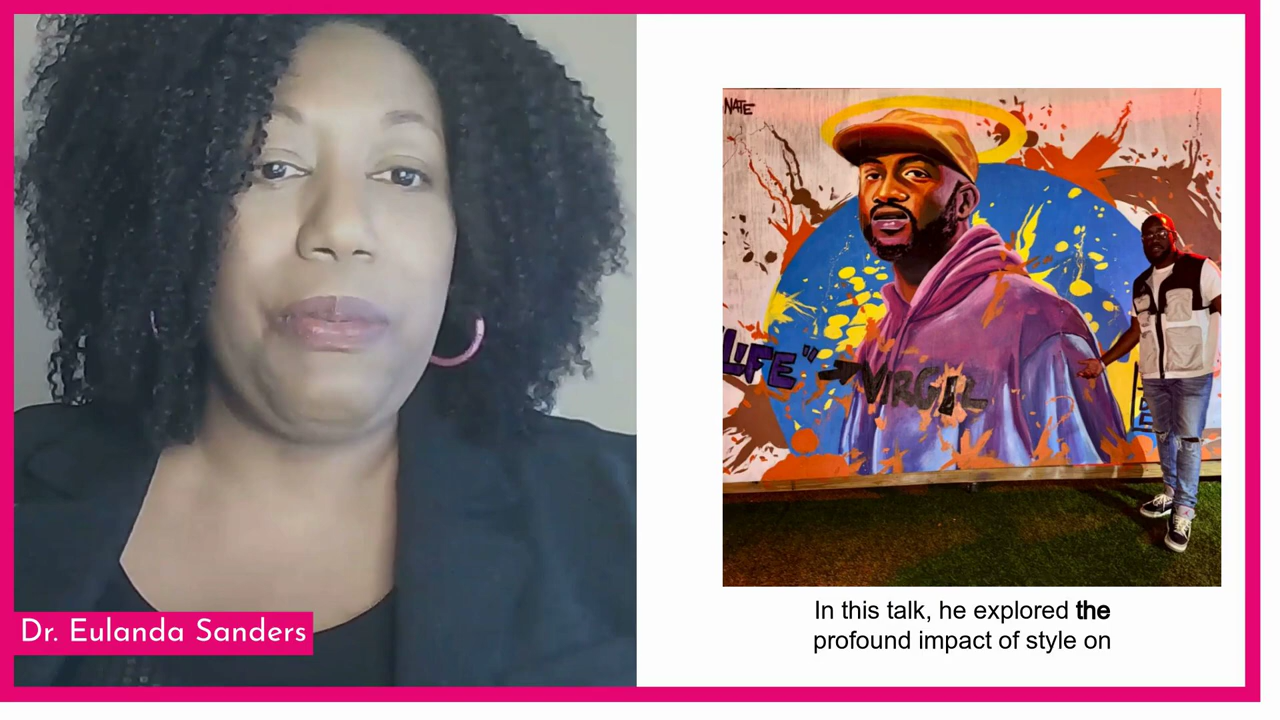 Dr. Eulanda Sanders
NATE
"LIFE"
VIRGIL
In this talk, he explored the
profound impact of style on